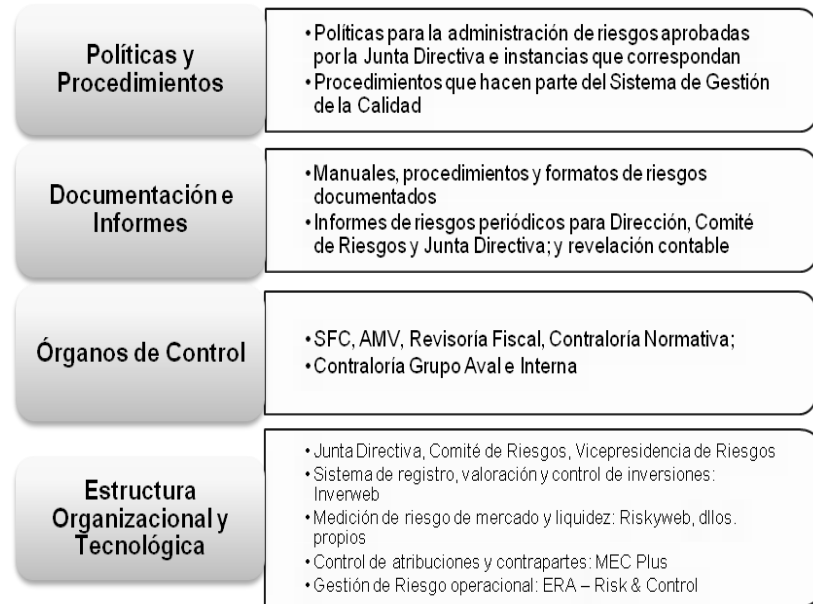 Políticas y
Procedimientos
• Políticas para la administración de riesgos aprobadas
por la Junta Directiva e instancias que correspondan
• Procedimientos que hacen parte del Sistema de Gestión
de la Calidad
Documentación e
Informes
• Manuales, procedimientos y formatos de riesgos
documentados
• Informes de riesgos periódicos para Dirección, Comité
de Riesgos y Junta Directiva; y revelación contable
Órganos de Control
• SFC, AMV, Revisoría Fiscal, Contraloría Normativa;
• Contraloría Grupo Aval e Interna
Estructura
Organizacional y
Tecnológica
• Junta Directiva, Comité de Riesgos, Vicepresidencia de Riesgos
• Sistema de registro, valoración y control de inversiones:
Inverweb
• Medición de riesgo de mercado y liquidez: Riskyweb, dllos.
propios
• Control de atribuciones y contrapartes: MEC Plus
• Gestión de Riesgo operacional: ERA – Risk & Control